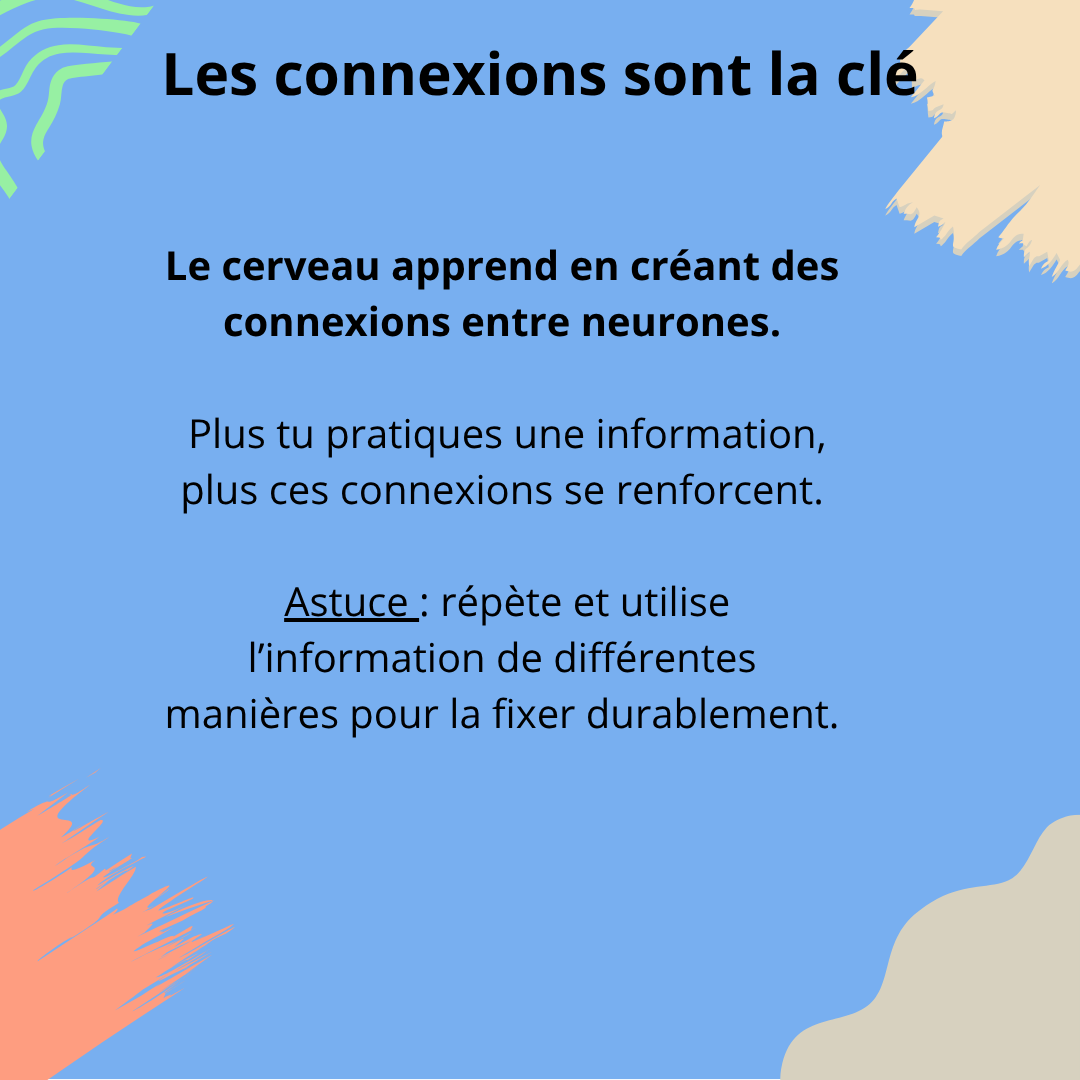 Les connexions sont la clé
Le cerveau apprend en créant des
connexions entre neurones.
Plus tu pratiques une information,
plus ces connexions se renforcent.
Astuce : répète et utilise
l’information de différentes
manières pour la fixer durablement.